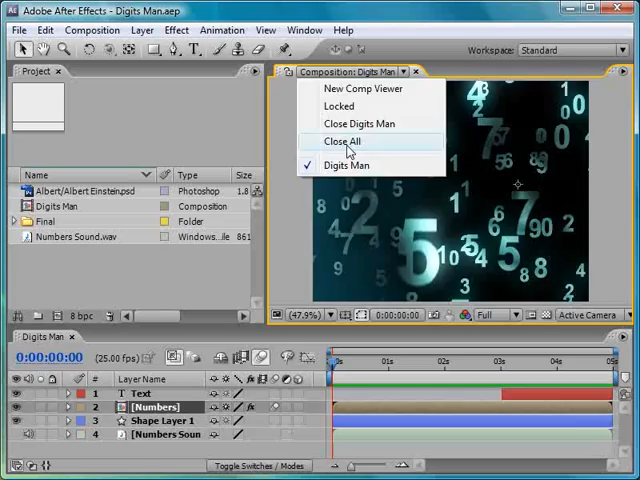 Adobe After Effects - Digits Man.aep
File Edit Composition Layer Effect Animation View Window Help
Workspace: Standard
Project
Composition: Digits Man
New Comp Viewer
Locked
Close Digits Man
Close All
Digits Man
Name Type
Albert/Albert Einstein.psd Photoshop 1.8
Digits Man Composition
Final Folder
Numbers Sound.wav Windows...ile 861
8 bpc
(47.9%) 0:00:00:00 Full Active Camera
Digits Man
0:00:00:00 (25.00 fps)
# Layer Name
01s 02s 03s 04s 05s
1 T Text
2 [Numbers] fx
3 Shape Layer 1
4 [Numbers Soun
Toggle Switches / Modes